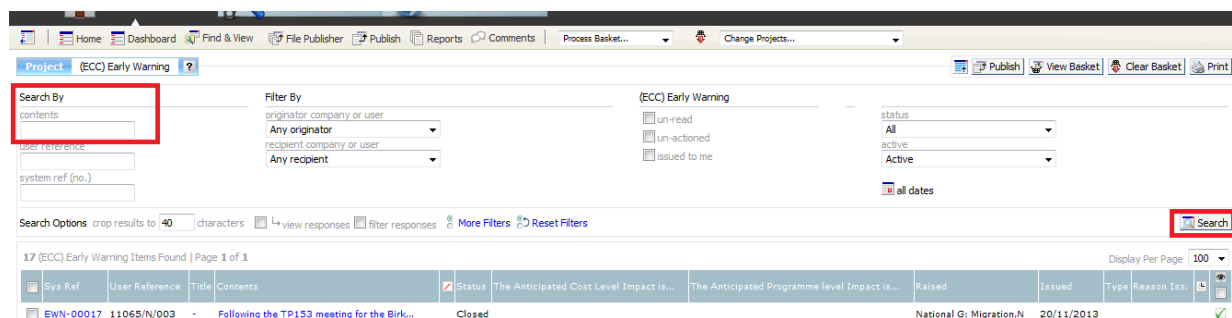 Home Dashboard Find & View File Publisher Publish Reports Comments Process Basket... Change Projects...
Project (ECC) Early Warning ? Publish View Basket Clear Basket Print
Search By Filter By (ECC) Early Warning
contents originator company or user un-read status
Any originator All
un-actioned
user reference recipient company or user active
Any recipient issued to me Active
system ref (no.)
all dates
Search Options crop results to 40 characters view responses filter responses More Filters Reset Filters Search
17 (ECC) Early Warning Items Found | Page 1 of 1 Display Per Page 100
Sys Ref User Reference Title Contents Status The Anticipated Cost Level Impact is... The Anticipated Programme level Impact is... Raised Issued Type Reason Iss.
EWN-00017 11065/N/003 - Following the TP153 meeting for the Birk... Closed National G: Migration,N 20/11/2013